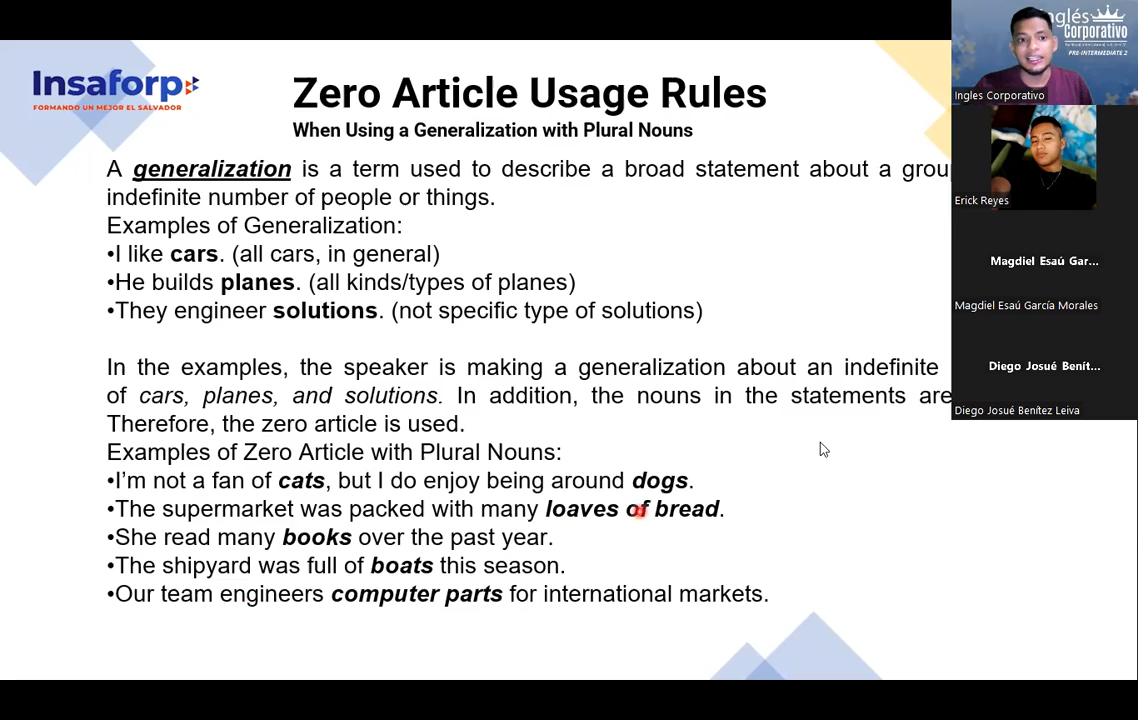 Insaforp
FORMANDO UN MEJOR EL SALVADOR
Zero Article Usage Rules
When Using a Generalization with Plural Nouns
A generalization is a term used to describe a broad statement about a grou
indefinite number of people or things.
Examples of Generalization:
•I like cars. (all cars, in general)
•He builds planes. (all kinds/types of planes)
•They engineer solutions. (not specific type of solutions)
In the examples, the speaker is making a generalization about an indefinite
of cars, planes, and solutions. In addition, the nouns in the statements are
Therefore, the zero article is used.
Examples of Zero Article with Plural Nouns:
•I’m not a fan of cats, but I do enjoy being around dogs.
•The supermarket was packed with many loaves of bread.
•She read many books over the past year.
•The shipyard was full of boats this season.
•Our team engineers computer parts for international markets.
nglés
Corporativo
PRE-INTERMEDIATE 2
Ingles Corporativo
Erick Reyes
Magdiel Esaú Gar...
Magdiel Esaú García Morales
Diego Josué Benít...
Diego Josué Benítez Leiva